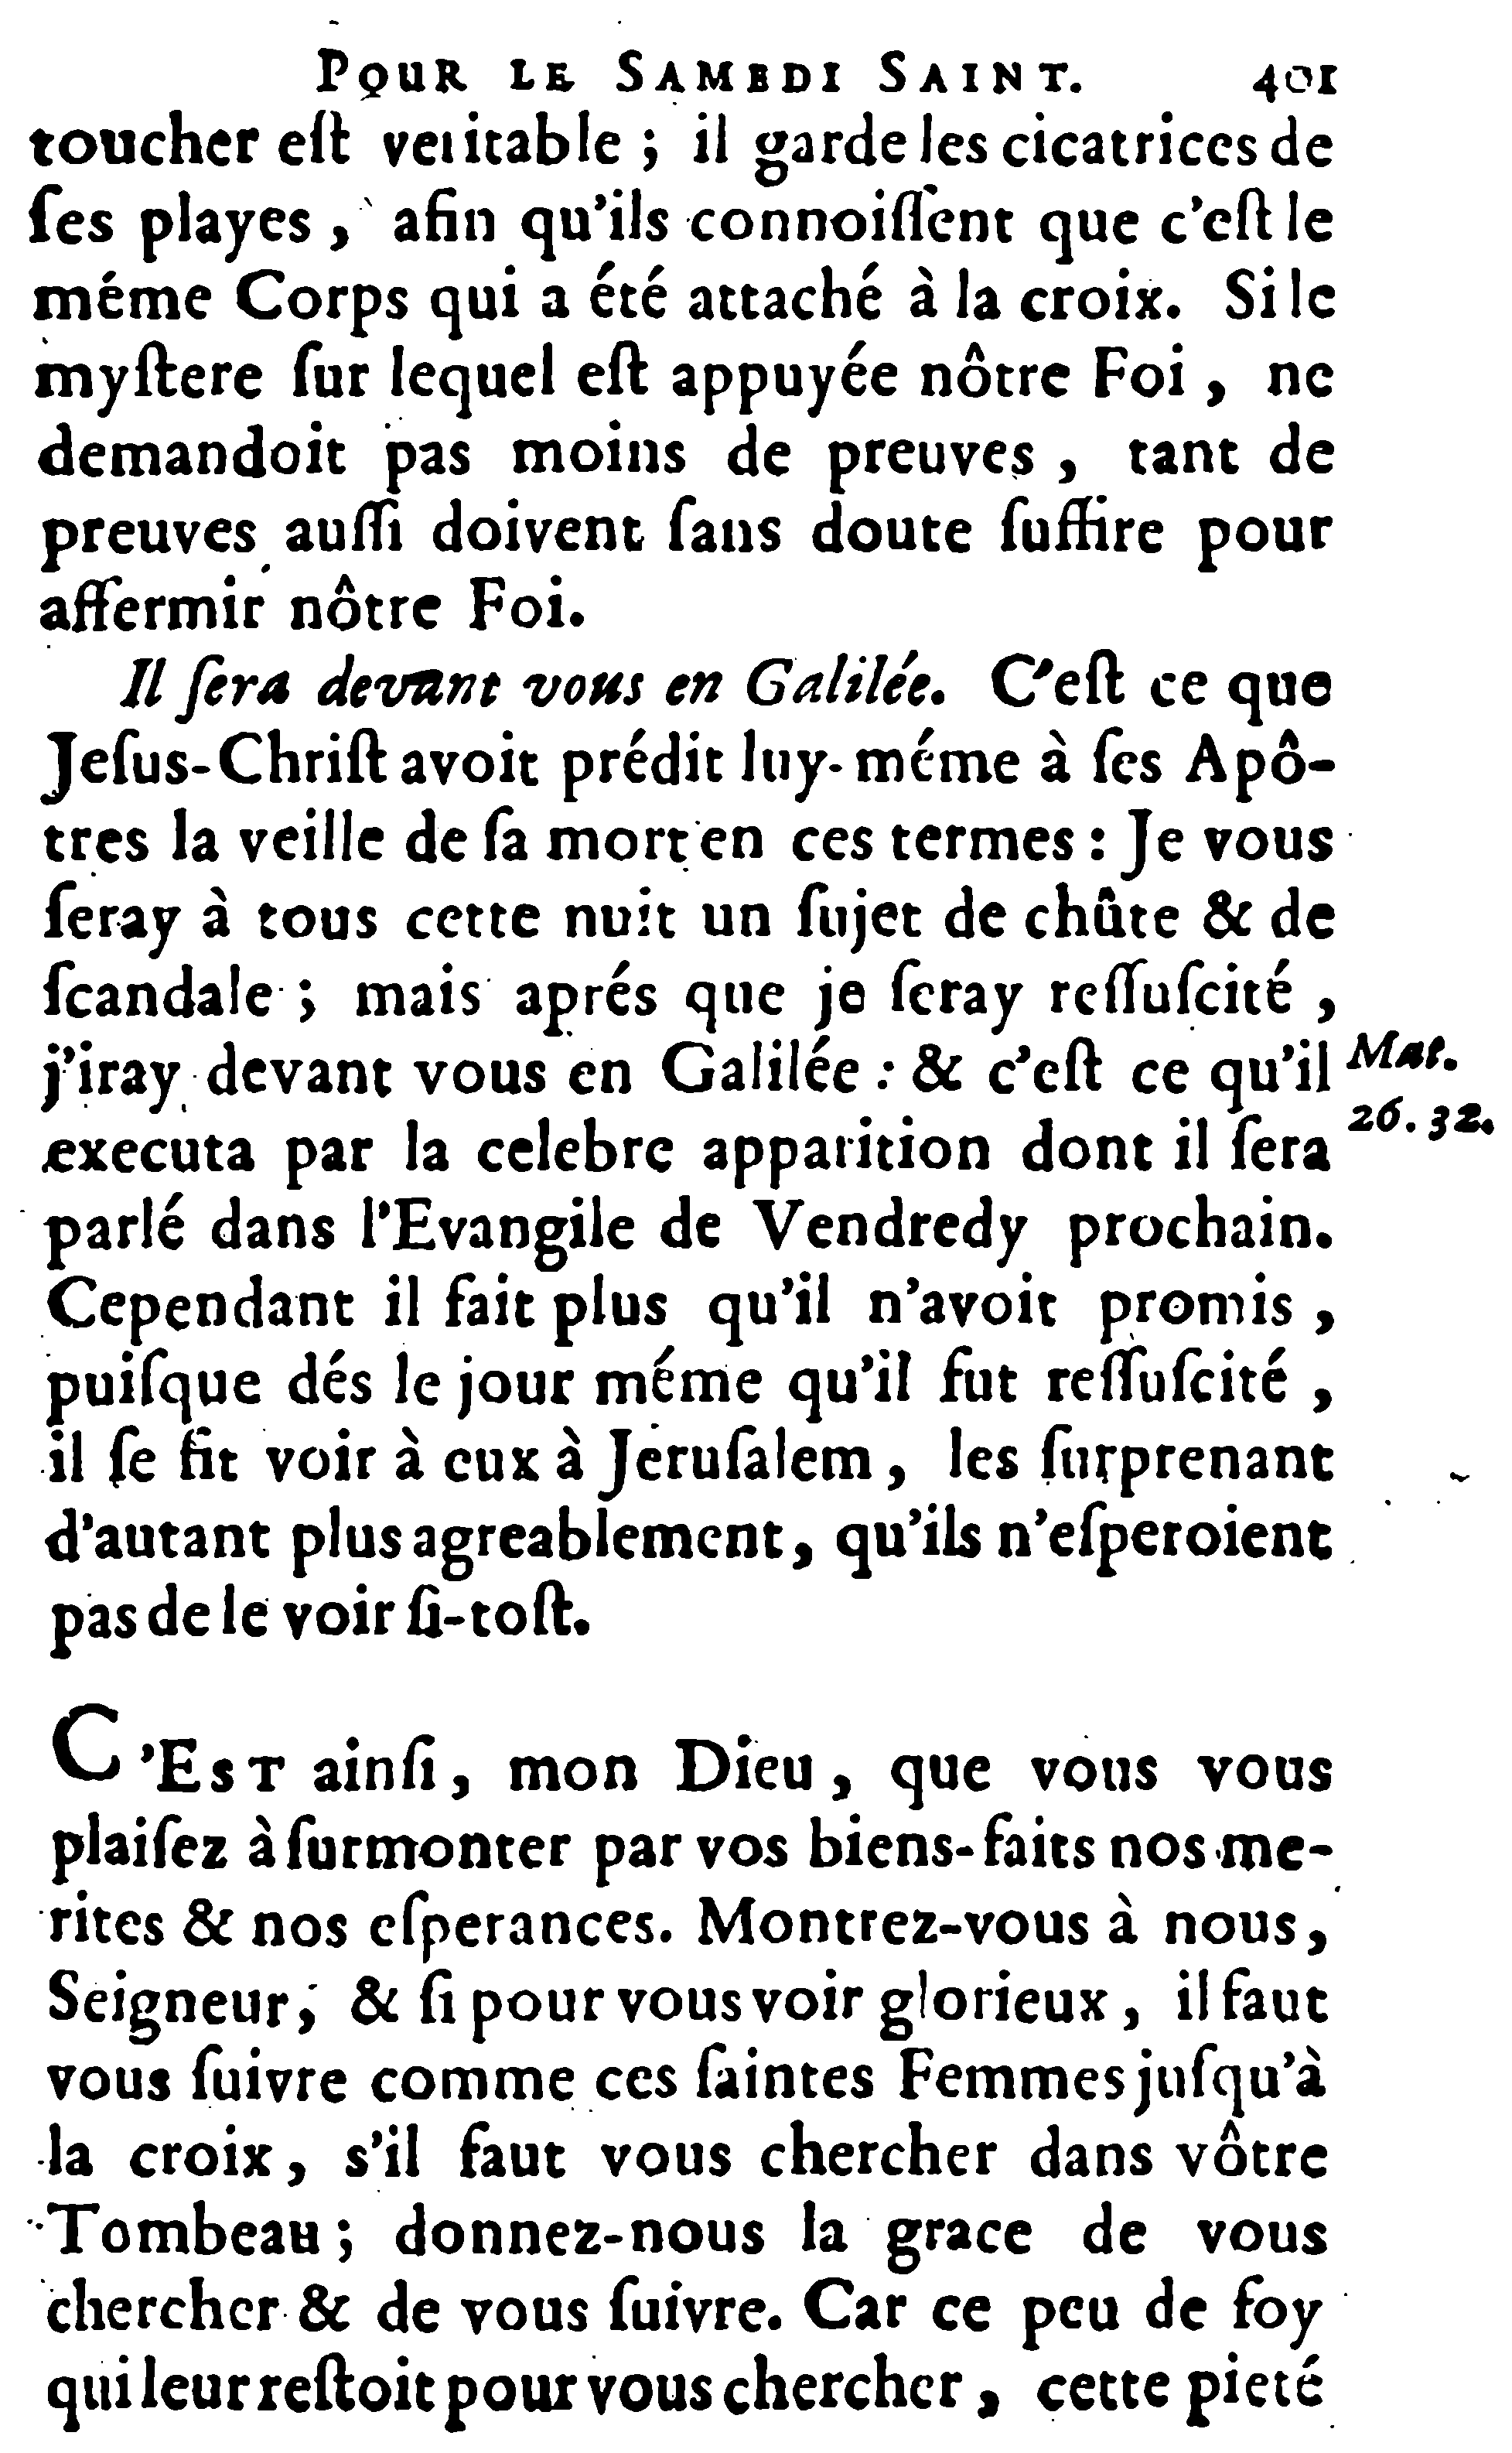 POUR LE SAMEDI SAINT. 401
toucher eſt veritable ; il garde les cicatrices de
ſes playes, afin qu'ils connoiſſent que c'eſt le
méme Corps qui a été attaché à la croix. Si le
myſtere ſur lequel eſt appuyée nôtre Foi, ne
demandoit pas moins de preuves, tant de
preuves auſſi doivent ſans doute ſuffire pour
affermir nôtre Foi.
Il ſera devant vous en Galilée. C'eſt ce que
Jeſus-Chriſt avoit prédit luy-méme à ſes Apô-
tres la veille de ſa mort en ces termes : Je vous
ſeray à tous cette nuit un ſujet de chûte & de
ſcandale ; mais aprés que je ſeray reſſuſcité,
j'iray devant vous en Galilée : & c'eſt ce qu'il
Mat.
26. 32.
executa par la celebre apparition dont il ſera
parlé dans l'Evangile de Vendredy prochain.
Cependant il fait plus qu'il n'avoit promis,
puiſque dés le jour méme qu'il fut reſſuſcité,
il ſe fit voir à eux à Jeruſalem, les ſurprenant
d'autant plus agreablement, qu'ils n'eſperoient
pas de le voir ſi-toſt.
C'EST ainſi, mon Dieu, que vous vous
plaiſez à ſurmonter par vos biens-faits nos me-
rites & nos eſperances. Montrez-vous à nous,
Seigneur, & ſi pour vous voir glorieux, il faut
vous ſuivre comme ces ſaintes Femmes juſqu'à
la croix, s'il faut vous chercher dans vôtre
Tombeau ; donnez-nous la grace de vous
chercher & de vous ſuivre. Car ce peu de foy
qui leur reſtoit pour vous chercher, cette pieté